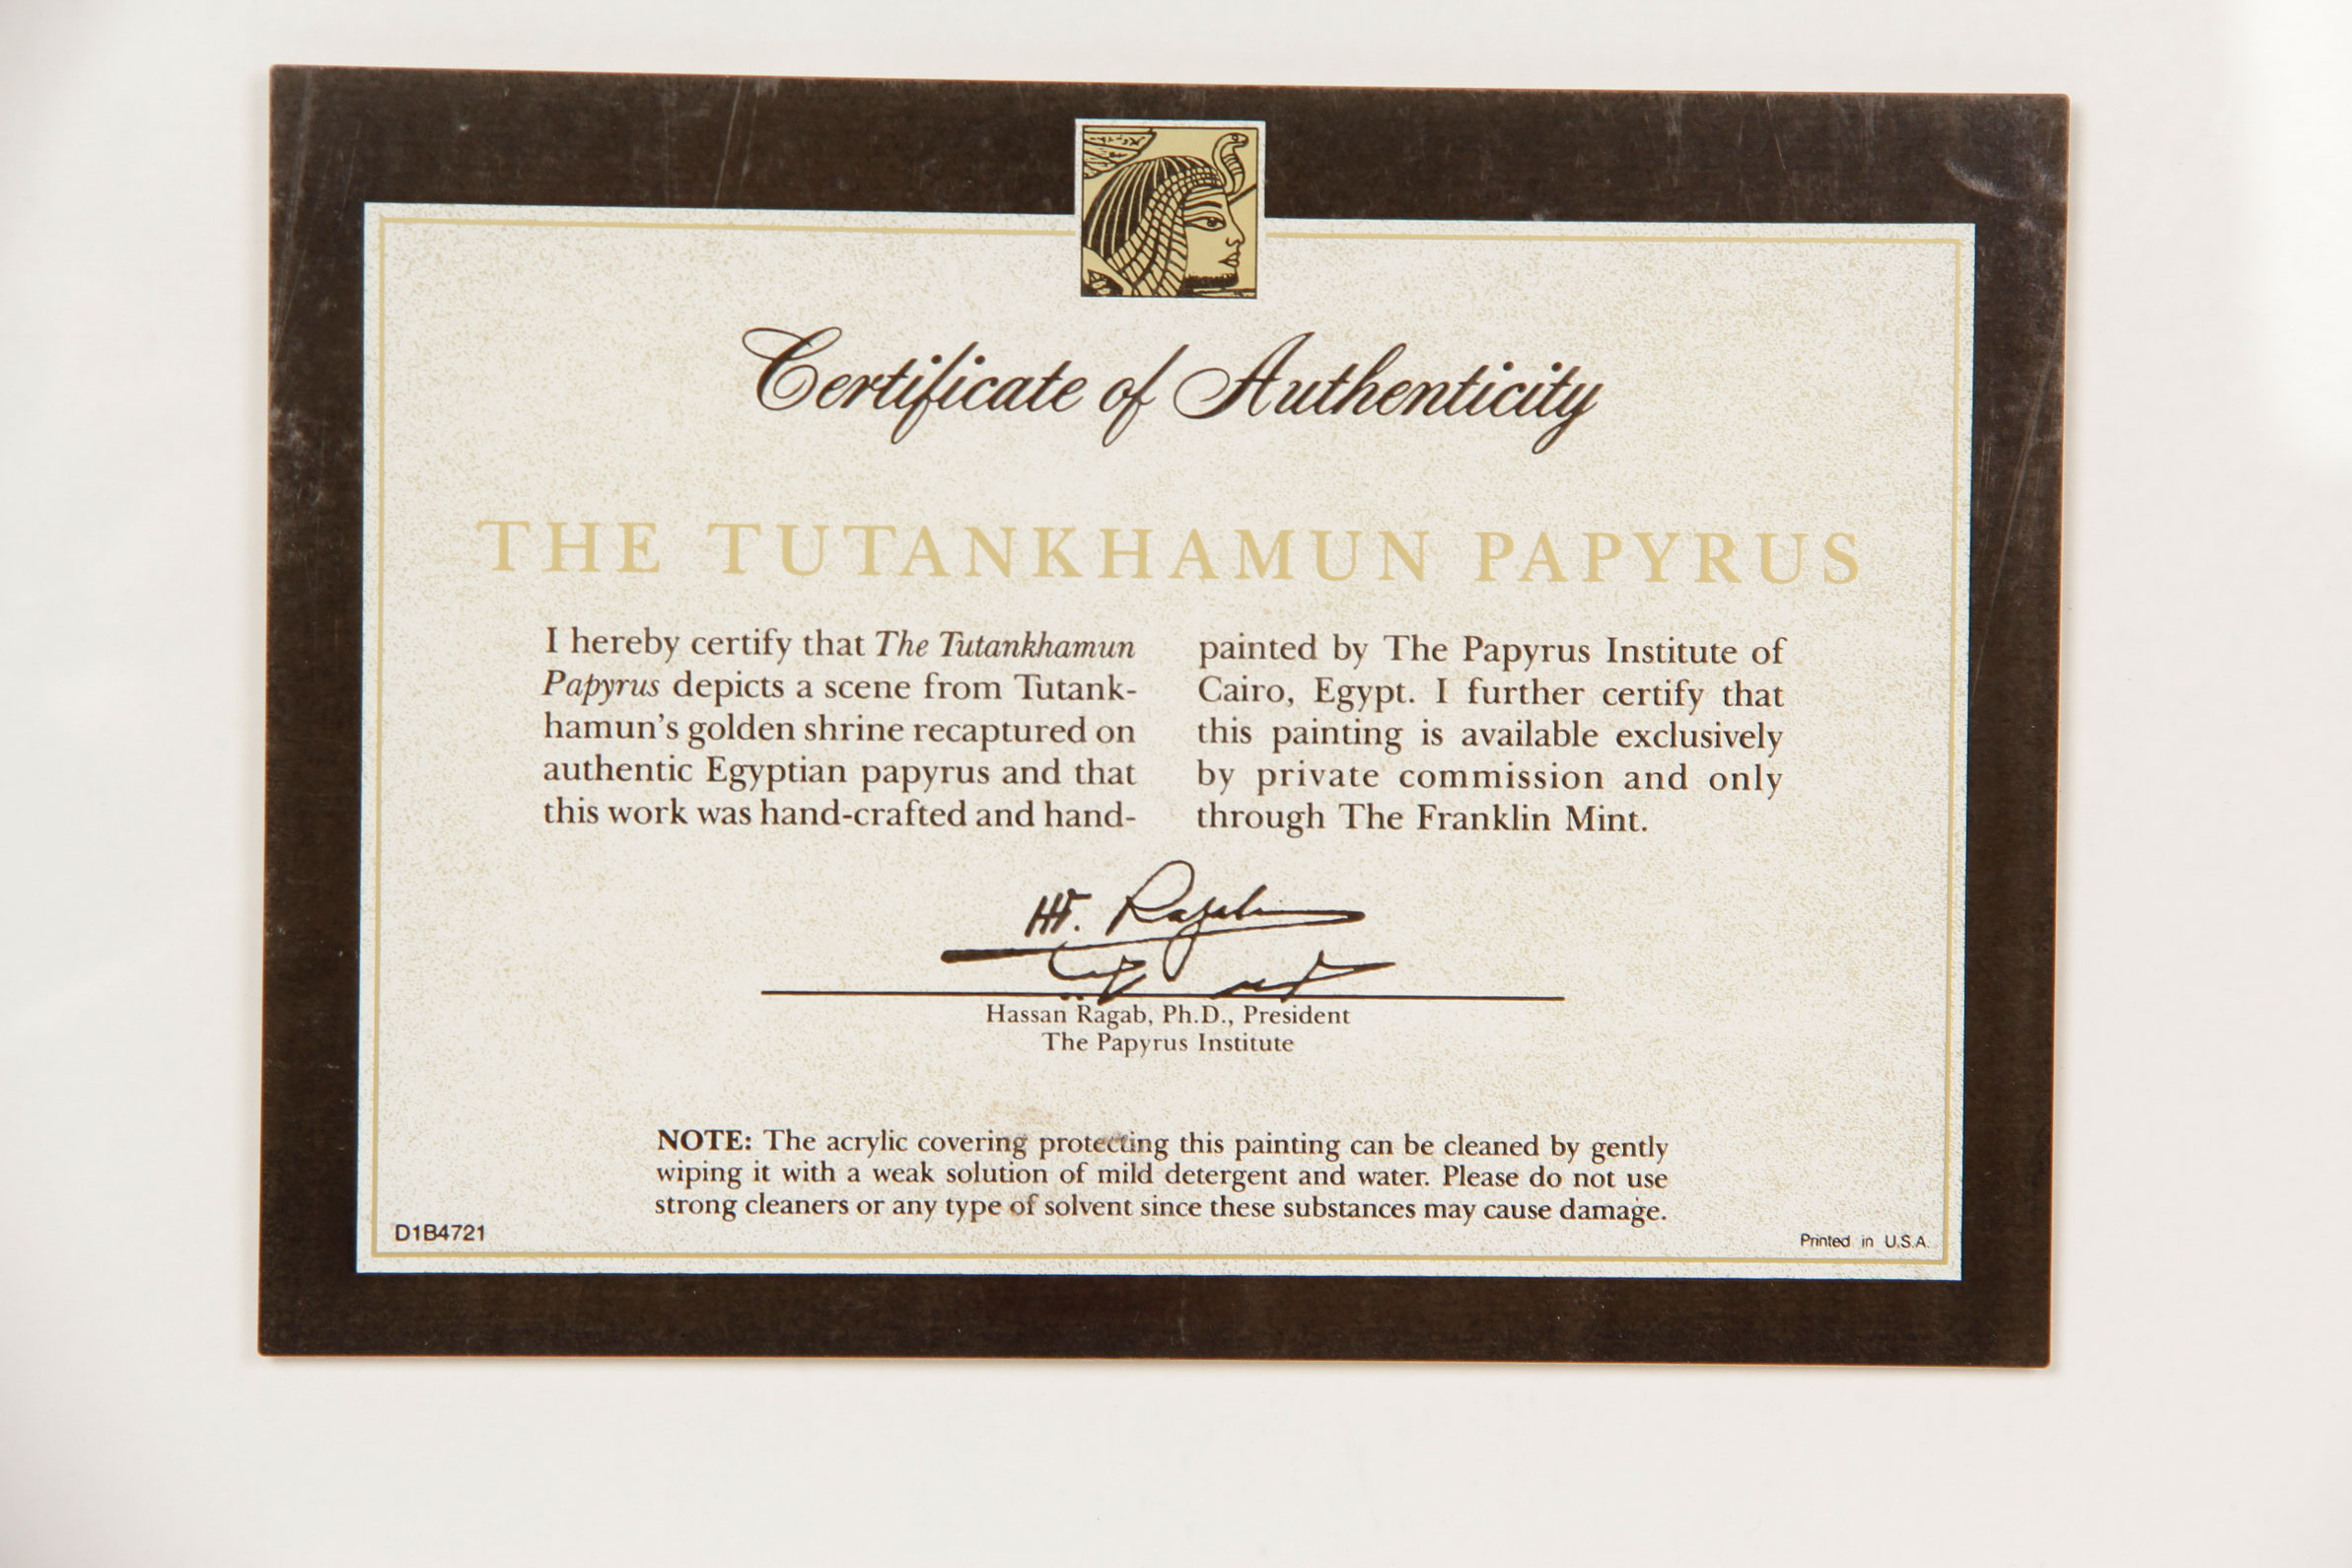 Certificate of Authenticity
THE TUTANKHAMUN PAPYRUS
I hereby certify that The Tutankhamun
Papyrus depicts a scene from Tutank-
hamun's golden shrine recaptured on
authentic Egyptian papyrus and that
this work was hand-crafted and hand-
painted by The Papyrus Institute of
Cairo, Egypt. I further certify that
this painting is available exclusively
by private commission and only
through The Franklin Mint.
H. Ragab
Hassan Ragab, Ph.D., President
The Papyrus Institute
NOTE: The acrylic covering protecting this painting can be cleaned by gently
wiping it with a weak solution of mild detergent and water. Please do not use
strong cleaners or any type of solvent since these substances may cause damage.
D1B4721
Printed in U.S.A.